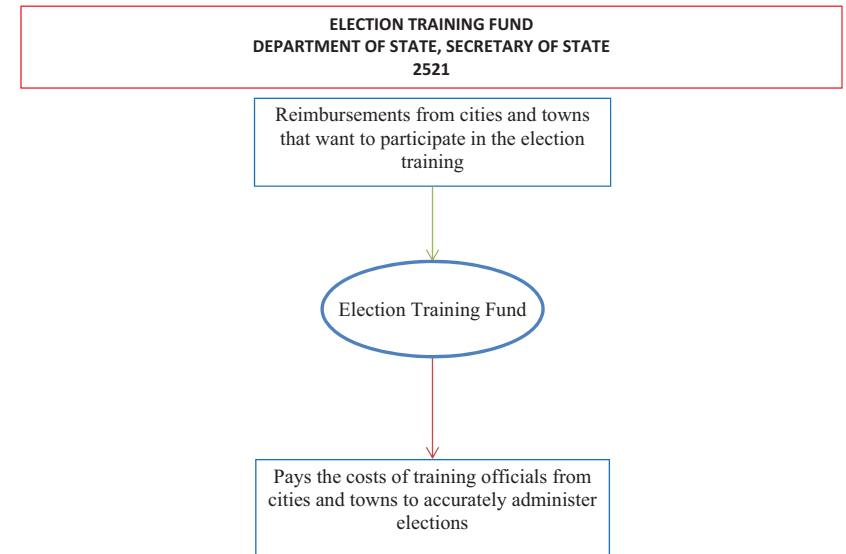 ELECTION TRAINING FUND
DEPARTMENT OF STATE, SECRETARY OF STATE
2521
Reimbursements from cities and towns
that want to participate in the election
training
Election Training Fund
Pays the costs of training officials from
cities and towns to accurately administer
elections